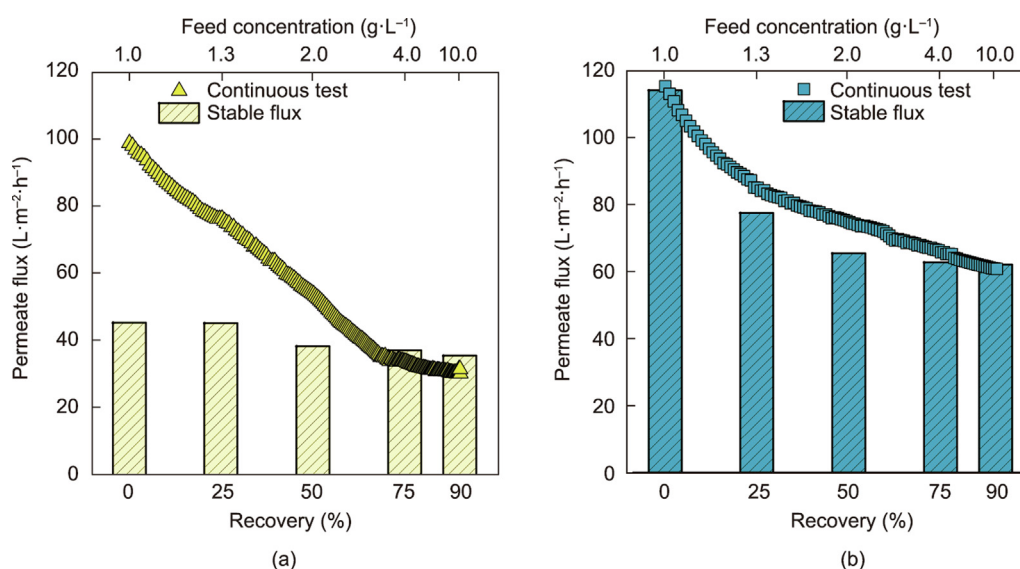 Feed concentration (g·L⁻¹)
1.0 1.3 2.0 4.0 10.0
120
100
80
60
40
20
0
Permeate flux (L·m⁻²·h⁻¹)
Continuous test
Stable flux
0 25 50 75 90
Recovery (%)
(a)
Feed concentration (g·L⁻¹)
1.0 1.3 2.0 4.0 10.0
120
100
80
60
40
20
0
Permeate flux (L·m⁻²·h⁻¹)
Continuous test
Stable flux
0 25 50 75 90
Recovery (%)
(b)